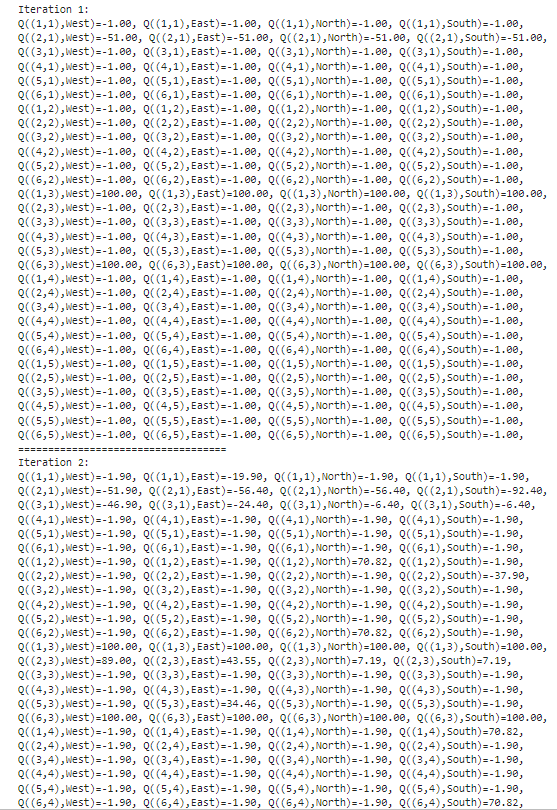 Iteration 1:
Q((1,1),West)=-1.00, Q((1,1),East)=-1.00, Q((1,1),North)=-1.00, Q((1,1),South)=-1.00,
Q((2,1),West)=-51.00, Q((2,1),East)=-51.00, Q((2,1),North)=-51.00, Q((2,1),South)=-51.00,
Q((3,1),West)=-1.00, Q((3,1),East)=-1.00, Q((3,1),North)=-1.00, Q((3,1),South)=-1.00,
Q((4,1),West)=-1.00, Q((4,1),East)=-1.00, Q((4,1),North)=-1.00, Q((4,1),South)=-1.00,
Q((5,1),West)=-1.00, Q((5,1),East)=-1.00, Q((5,1),North)=-1.00, Q((5,1),South)=-1.00,
Q((6,1),West)=-1.00, Q((6,1),East)=-1.00, Q((6,1),North)=-1.00, Q((6,1),South)=-1.00,
Q((1,2),West)=-1.00, Q((1,2),East)=-1.00, Q((1,2),North)=-1.00, Q((1,2),South)=-1.00,
Q((2,2),West)=-1.00, Q((2,2),East)=-1.00, Q((2,2),North)=-1.00, Q((2,2),South)=-1.00,
Q((3,2),West)=-1.00, Q((3,2),East)=-1.00, Q((3,2),North)=-1.00, Q((3,2),South)=-1.00,
Q((4,2),West)=-1.00, Q((4,2),East)=-1.00, Q((4,2),North)=-1.00, Q((4,2),South)=-1.00,
Q((5,2),West)=-1.00, Q((5,2),East)=-1.00, Q((5,2),North)=-1.00, Q((5,2),South)=-1.00,
Q((6,2),West)=-1.00, Q((6,2),East)=-1.00, Q((6,2),North)=-1.00, Q((6,2),South)=-1.00,
Q((1,3),West)=100.00, Q((1,3),East)=100.00, Q((1,3),North)=100.00, Q((1,3),South)=100.00,
Q((2,3),West)=-1.00, Q((2,3),East)=-1.00, Q((2,3),North)=-1.00, Q((2,3),South)=-1.00,
Q((3,3),West)=-1.00, Q((3,3),East)=-1.00, Q((3,3),North)=-1.00, Q((3,3),South)=-1.00,
Q((4,3),West)=-1.00, Q((4,3),East)=-1.00, Q((4,3),North)=-1.00, Q((4,3),South)=-1.00,
Q((5,3),West)=-1.00, Q((5,3),East)=-1.00, Q((5,3),North)=-1.00, Q((5,3),South)=-1.00,
Q((6,3),West)=100.00, Q((6,3),East)=100.00, Q((6,3),North)=100.00, Q((6,3),South)=100.00,
Q((1,4),West)=-1.00, Q((1,4),East)=-1.00, Q((1,4),North)=-1.00, Q((1,4),South)=-1.00,
Q((2,4),West)=-1.00, Q((2,4),East)=-1.00, Q((2,4),North)=-1.00, Q((2,4),South)=-1.00,
Q((3,4),West)=-1.00, Q((3,4),East)=-1.00, Q((3,4),North)=-1.00, Q((3,4),South)=-1.00,
Q((4,4),West)=-1.00, Q((4,4),East)=-1.00, Q((4,4),North)=-1.00, Q((4,4),South)=-1.00,
Q((5,4),West)=-1.00, Q((5,4),East)=-1.00, Q((5,4),North)=-1.00, Q((5,4),South)=-1.00,
Q((6,4),West)=-1.00, Q((6,4),East)=-1.00, Q((6,4),North)=-1.00, Q((6,4),South)=-1.00,
Q((1,5),West)=-1.00, Q((1,5),East)=-1.00, Q((1,5),North)=-1.00, Q((1,5),South)=-1.00,
Q((2,5),West)=-1.00, Q((2,5),East)=-1.00, Q((2,5),North)=-1.00, Q((2,5),South)=-1.00,
Q((3,5),West)=-1.00, Q((3,5),East)=-1.00, Q((3,5),North)=-1.00, Q((3,5),South)=-1.00,
Q((4,5),West)=-1.00, Q((4,5),East)=-1.00, Q((4,5),North)=-1.00, Q((4,5),South)=-1.00,
Q((5,5),West)=-1.00, Q((5,5),East)=-1.00, Q((5,5),North)=-1.00, Q((5,5),South)=-1.00,
Q((6,5),West)=-1.00, Q((6,5),East)=-1.00, Q((6,5),North)=-1.00, Q((6,5),South)=-1.00,
===================================
Iteration 2:
Q((1,1),West)=-1.90, Q((1,1),East)=-19.90, Q((1,1),North)=-1.90, Q((1,1),South)=-1.90,
Q((2,1),West)=-51.90, Q((2,1),East)=-56.40, Q((2,1),North)=-56.40, Q((2,1),South)=-92.40,
Q((3,1),West)=-46.90, Q((3,1),East)=-24.40, Q((3,1),North)=-6.40, Q((3,1),South)=-6.40,
Q((4,1),West)=-1.90, Q((4,1),East)=-1.90, Q((4,1),North)=-1.90, Q((4,1),South)=-1.90,
Q((5,1),West)=-1.90, Q((5,1),East)=-1.90, Q((5,1),North)=-1.90, Q((5,1),South)=-1.90,
Q((6,1),West)=-1.90, Q((6,1),East)=-1.90, Q((6,1),North)=-1.90, Q((6,1),South)=-1.90,
Q((1,2),West)=-1.90, Q((1,2),East)=-1.90, Q((1,2),North)=70.82, Q((1,2),South)=-1.90,
Q((2,2),West)=-1.90, Q((2,2),East)=-1.90, Q((2,2),North)=-1.90, Q((2,2),South)=-37.90,
Q((3,2),West)=-1.90, Q((3,2),East)=-1.90, Q((3,2),North)=-1.90, Q((3,2),South)=-1.90,
Q((4,2),West)=-1.90, Q((4,2),East)=-1.90, Q((4,2),North)=-1.90, Q((4,2),South)=-1.90,
Q((5,2),West)=-1.90, Q((5,2),East)=-1.90, Q((5,2),North)=-1.90, Q((5,2),South)=-1.90,
Q((6,2),West)=-1.90, Q((6,2),East)=-1.90, Q((6,2),North)=70.82, Q((6,2),South)=-1.90,
Q((1,3),West)=100.00, Q((1,3),East)=100.00, Q((1,3),North)=100.00, Q((1,3),South)=100.00,
Q((2,3),West)=89.00, Q((2,3),East)=43.55, Q((2,3),North)=7.19, Q((2,3),South)=7.19,
Q((3,3),West)=-1.90, Q((3,3),East)=-1.90, Q((3,3),North)=-1.90, Q((3,3),South)=-1.90,
Q((4,3),West)=-1.90, Q((4,3),East)=-1.90, Q((4,3),North)=-1.90, Q((4,3),South)=-1.90,
Q((5,3),West)=-1.90, Q((5,3),East)=34.46, Q((5,3),North)=-1.90, Q((5,3),South)=-1.90,
Q((6,3),West)=100.00, Q((6,3),East)=100.00, Q((6,3),North)=100.00, Q((6,3),South)=100.00,
Q((1,4),West)=-1.90, Q((1,4),East)=-1.90, Q((1,4),North)=-1.90, Q((1,4),South)=70.82,
Q((2,4),West)=-1.90, Q((2,4),East)=-1.90, Q((2,4),North)=-1.90, Q((2,4),South)=-1.90,
Q((3,4),West)=-1.90, Q((3,4),East)=-1.90, Q((3,4),North)=-1.90, Q((3,4),South)=-1.90,
Q((4,4),West)=-1.90, Q((4,4),East)=-1.90, Q((4,4),North)=-1.90, Q((4,4),South)=-1.90,
Q((5,4),West)=-1.90, Q((5,4),East)=-1.90, Q((5,4),North)=-1.90, Q((5,4),South)=-1.90,
Q((6,4),West)=-1.90, Q((6,4),East)=-1.90, Q((6,4),North)=-1.90, Q((6,4),South)=70.82,